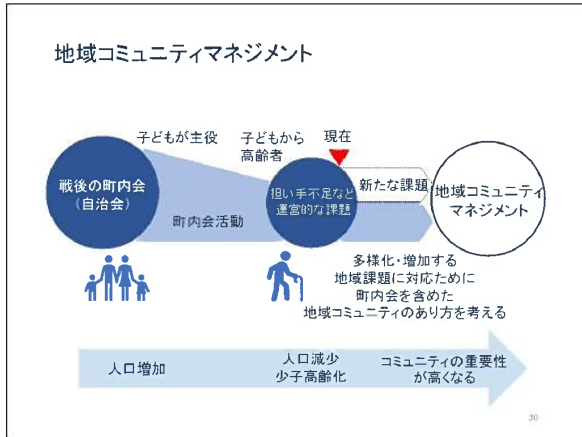 地域コミュニティマネジメント
子どもが主役
子どもから
高齢者
現在
戦後の町内会
(自治会)
町内会活動
担い手不足など
運営的な課題
新たな課題
地域コミュニティ
マネジメント
多様化・増加する
地域課題に対応ために
町内会を含めた
地域コミュニティのあり方を考える
人口増加
人口減少
少子高齢化
コミュニティの重要性
が高くなる
30